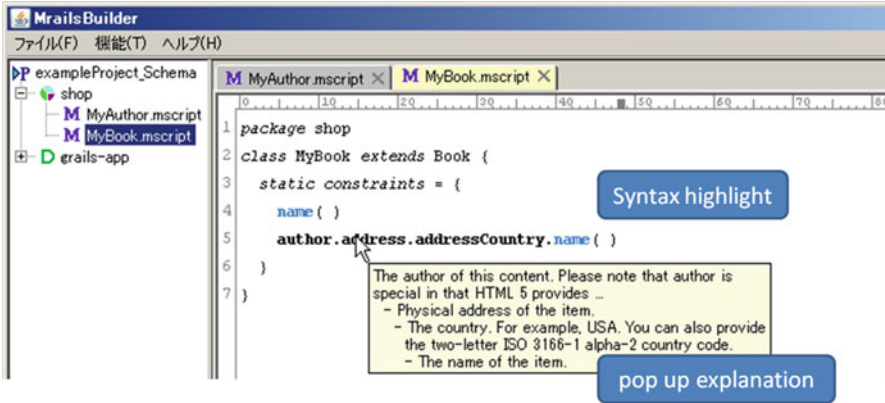 MrailsBuilder
ファイル(F) 機能(T) ヘルプ(H)
P exampleProject_Schema
shop
M MyAuthor.mscript
M MyBook.mscript
D grails-app
M MyAuthor.mscript × M MyBook.mscript ×
0 10 20 30 40 50 60 70 80
1 package shop
2 class MyBook extends Book {
3 static constraints = {
4 name( )
5 author.address.addressCountry.name( )
6 }
7 }
Syntax highlight
The author of this content. Please note that author is
special in that HTML 5 provides ...
- Physical address of the item.
- The country. For example, USA. You can also provide
the two-letter ISO 3166-1 alpha-2 country code.
- The name of the item.
pop up explanation